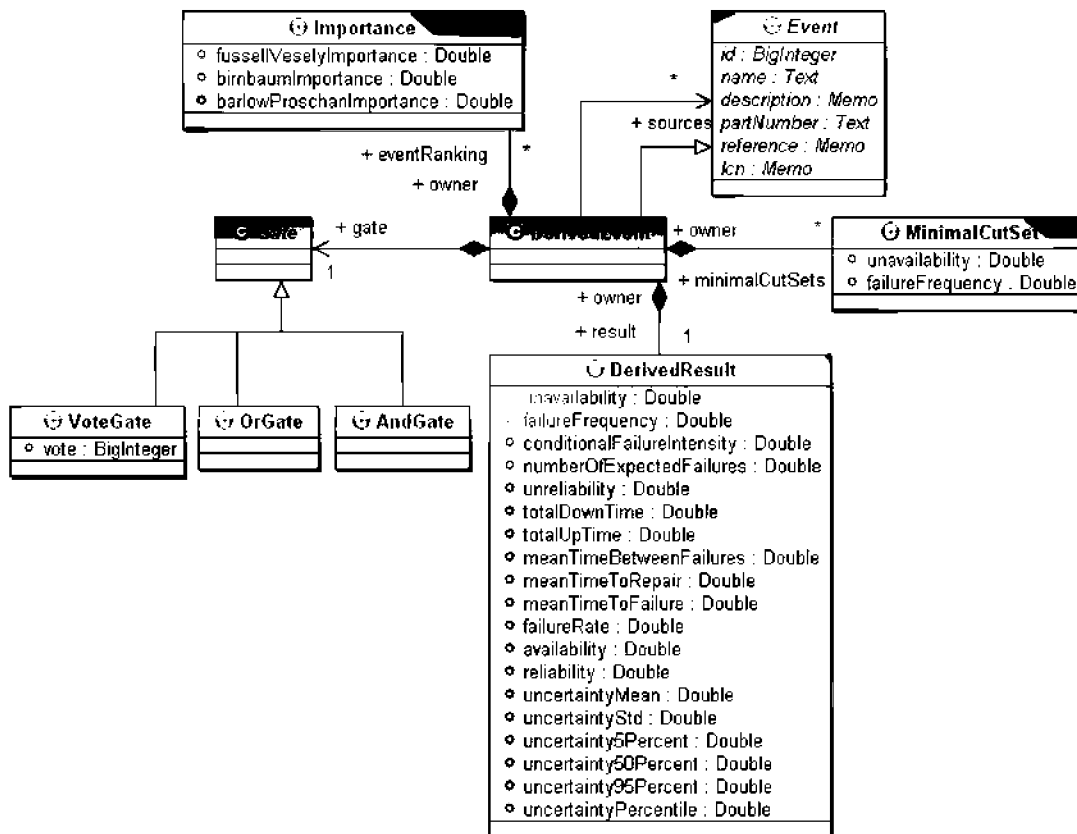 Importance
fussellVeselyImportance : Double
birnbaumImportance : Double
barlowProschanImportance : Double
Event
id : BigInteger
name : Text
description : Memo
partNumber : Text
reference : Memo
lcn : Memo
*
+ sources
+ eventRanking
*
+ owner
Gate
+ gate
1
DerivedEvent
+ owner
*
+ minimalCutSets
MinimalCutSet
unavailability : Double
failureFrequency : Double
+ owner
+ result
1
VoteGate
vote : BigInteger
OrGate
AndGate
DerivedResult
unavailability : Double
failureFrequency : Double
conditionalFailureIntensity : Double
numberOfExpectedFailures : Double
unreliability : Double
totalDownTime : Double
totalUpTime : Double
meanTimeBetweenFailures : Double
meanTimeToRepair : Double
meanTimeToFailure : Double
failureRate : Double
availability : Double
reliability : Double
uncertaintyMean : Double
uncertaintyStd : Double
uncertainty5Percent : Double
uncertainty50Percent : Double
uncertainty95Percent : Double
uncertaintyPercentile : Double